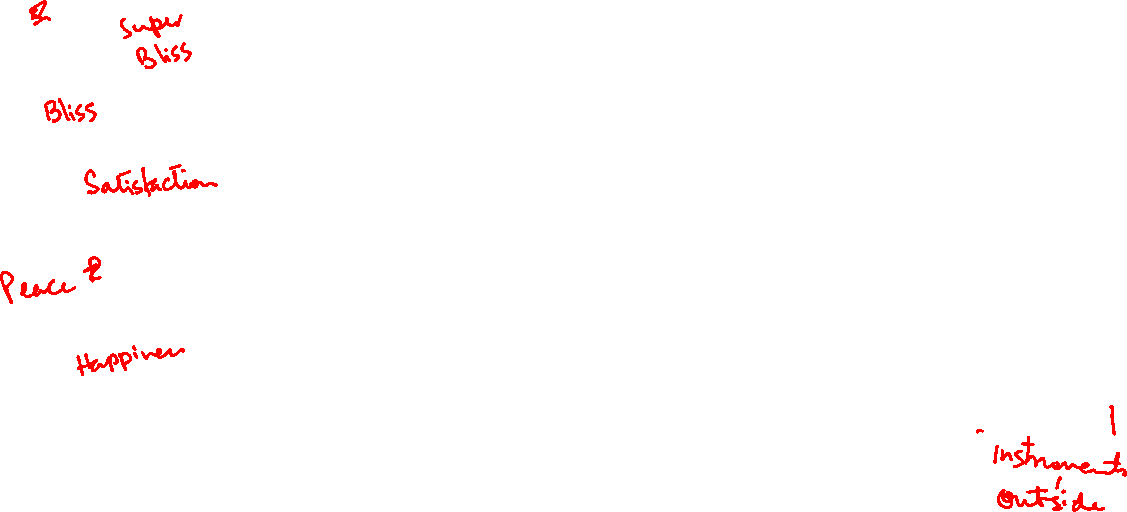 Super
Bliss
Bliss
Satisfaction
Peace &
Happiness
Instruments
Outside